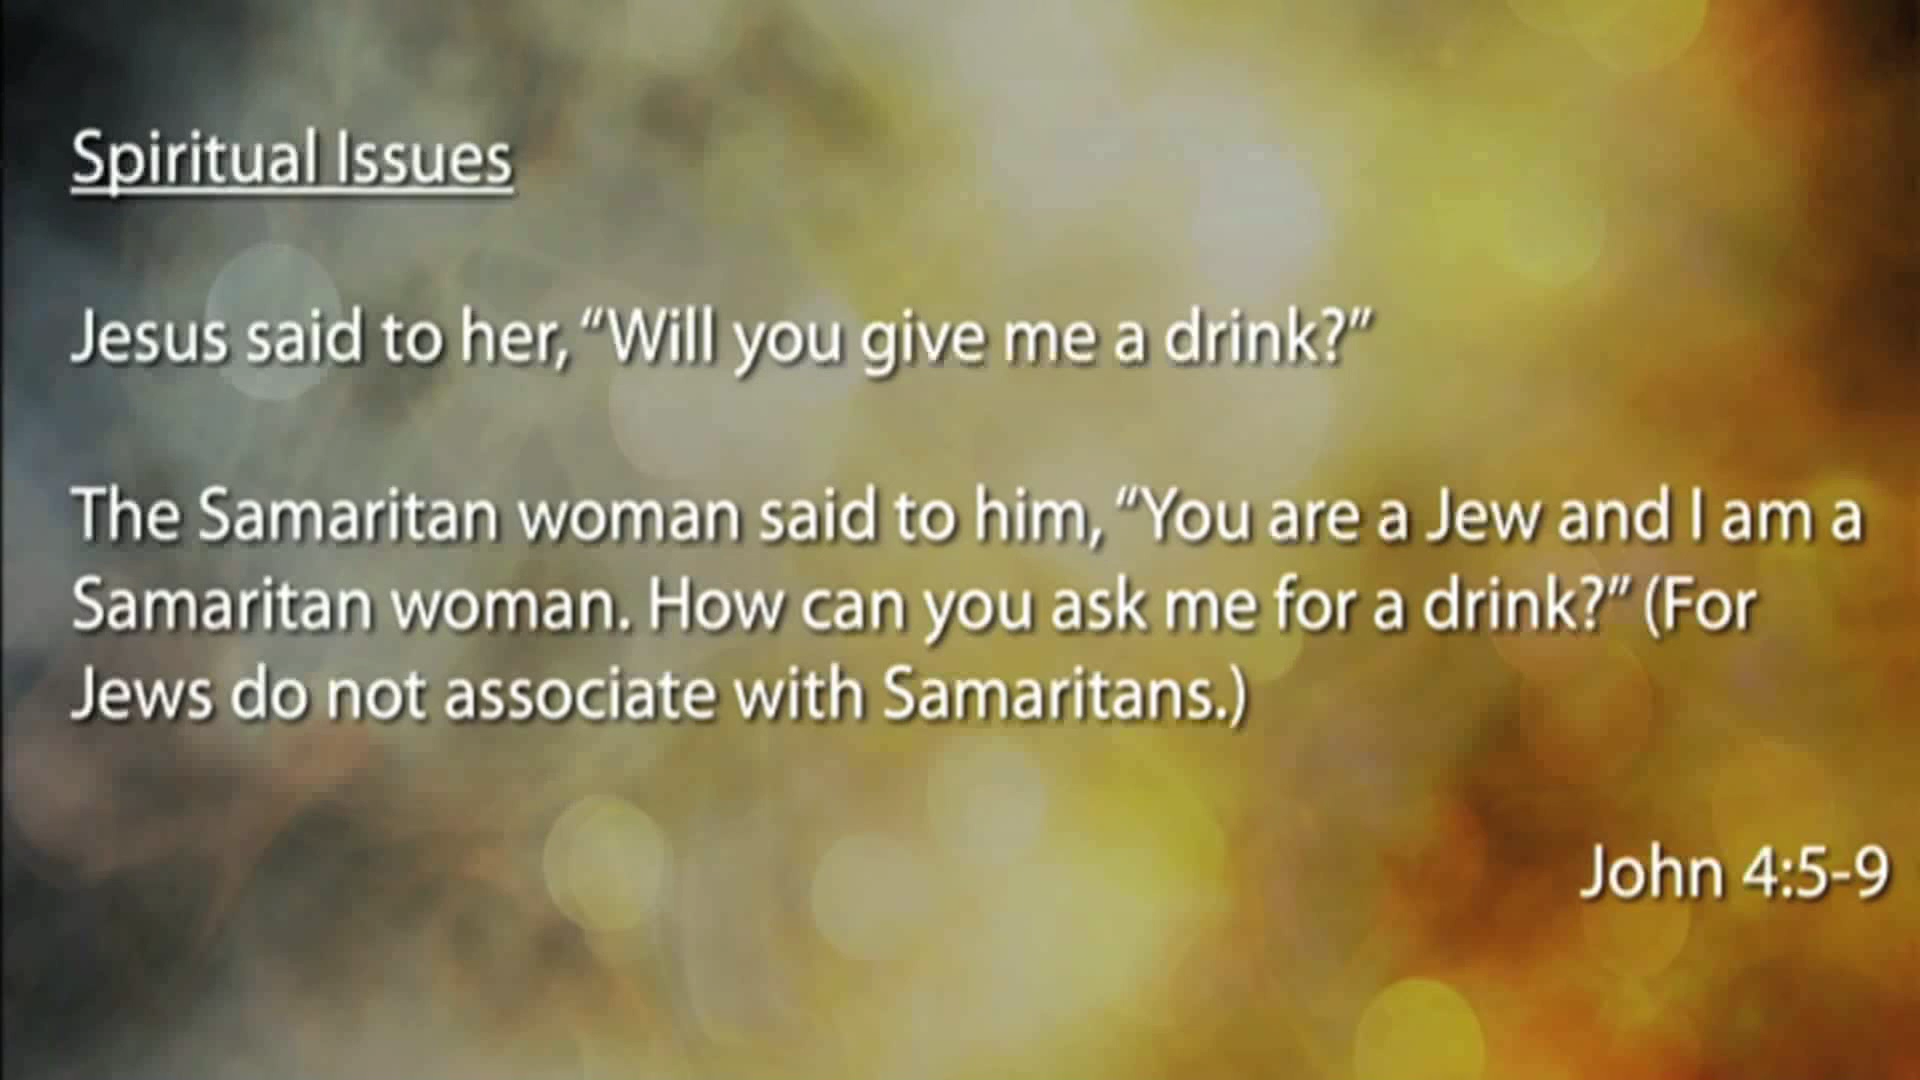 Spiritual Issues
Jesus said to her, “Will you give me a drink?”
The Samaritan woman said to him, “You are a Jew and I am a
Samaritan woman. How can you ask me for a drink?” (For
Jews do not associate with Samaritans.)
John 4:5-9